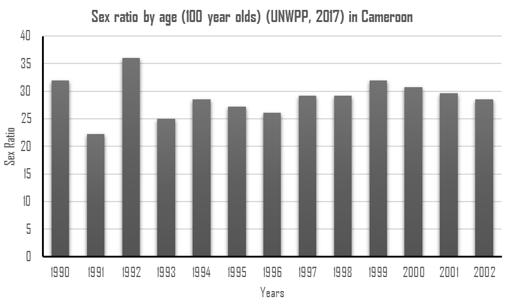 Sex ratio by age (100 year olds) (UNWPP, 2017) in Cameroon
40
35
30
25
20
15
10
5
0
Sex Ratio
1990 1991 1992 1993 1994 1995 1996 1997 1998 1999 2000 2001 2002
Years